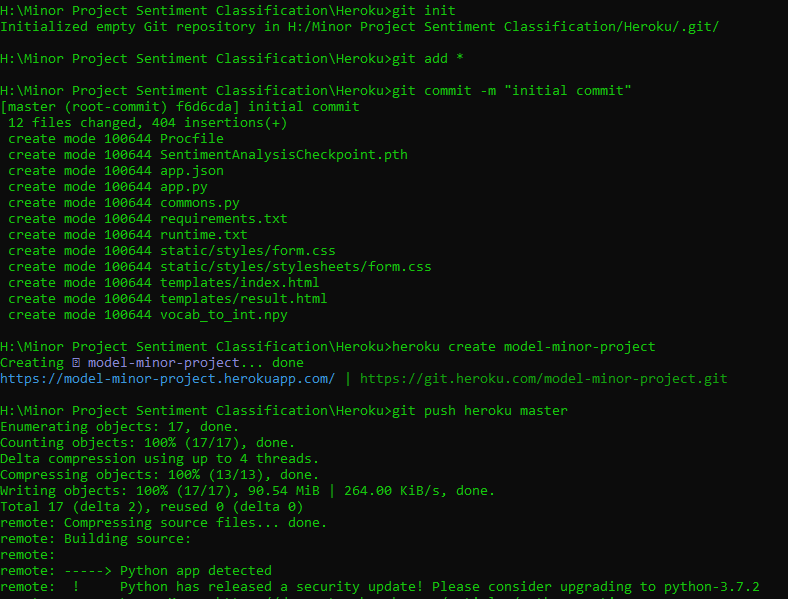 H:\Minor Project Sentiment Classification\Heroku>git init
Initialized empty Git repository in H:/Minor Project Sentiment Classification/Heroku/.git/
H:\Minor Project Sentiment Classification\Heroku>git add *
H:\Minor Project Sentiment Classification\Heroku>git commit -m "initial commit"
[master (root-commit) f6d6cda] initial commit
 12 files changed, 404 insertions(+)
 create mode 100644 Procfile
 create mode 100644 SentimentAnalysisCheckpoint.pth
 create mode 100644 app.json
 create mode 100644 app.py
 create mode 100644 commons.py
 create mode 100644 requirements.txt
 create mode 100644 runtime.txt
 create mode 100644 static/styles/form.css
 create mode 100644 static/styles/stylesheets/form.css
 create mode 100644 templates/index.html
 create mode 100644 templates/result.html
 create mode 100644 vocab_to_int.npy
H:\Minor Project Sentiment Classification\Heroku>heroku create model-minor-project
Creating model-minor-project... done
https://model-minor-project.herokuapp.com/ | https://git.heroku.com/model-minor-project.git
H:\Minor Project Sentiment Classification\Heroku>git push heroku master
Enumerating objects: 17, done.
Counting objects: 100% (17/17), done.
Delta compression using up to 4 threads.
Compressing objects: 100% (13/13), done.
Writing objects: 100% (17/17), 90.54 MiB | 264.00 KiB/s, done.
Total 17 (delta 2), reused 0 (delta 0)
remote: Compressing source files... done.
remote: Building source:
remote:
remote: -----> Python app detected
remote:  !     Python has released a security update! Please consider upgrading to python-3.7.2